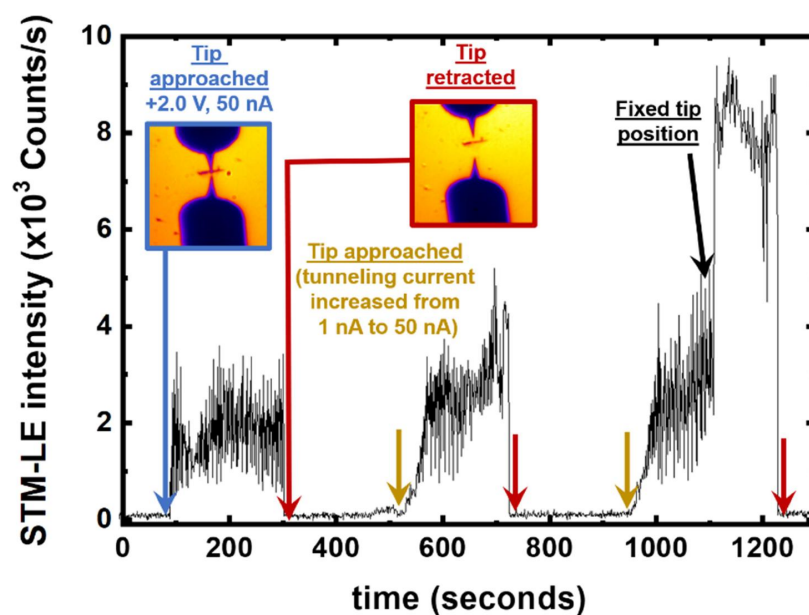 STM-LE intensity (x10³ Counts/s)
10
8
6
4
2
0
Tip
approached
+2.0 V, 50 nA
Tip
retracted
Fixed tip
position
Tip approached
(tunneling current
increased from
1 nA to 50 nA)
0 200 400 600 800 1000 1200
time (seconds)